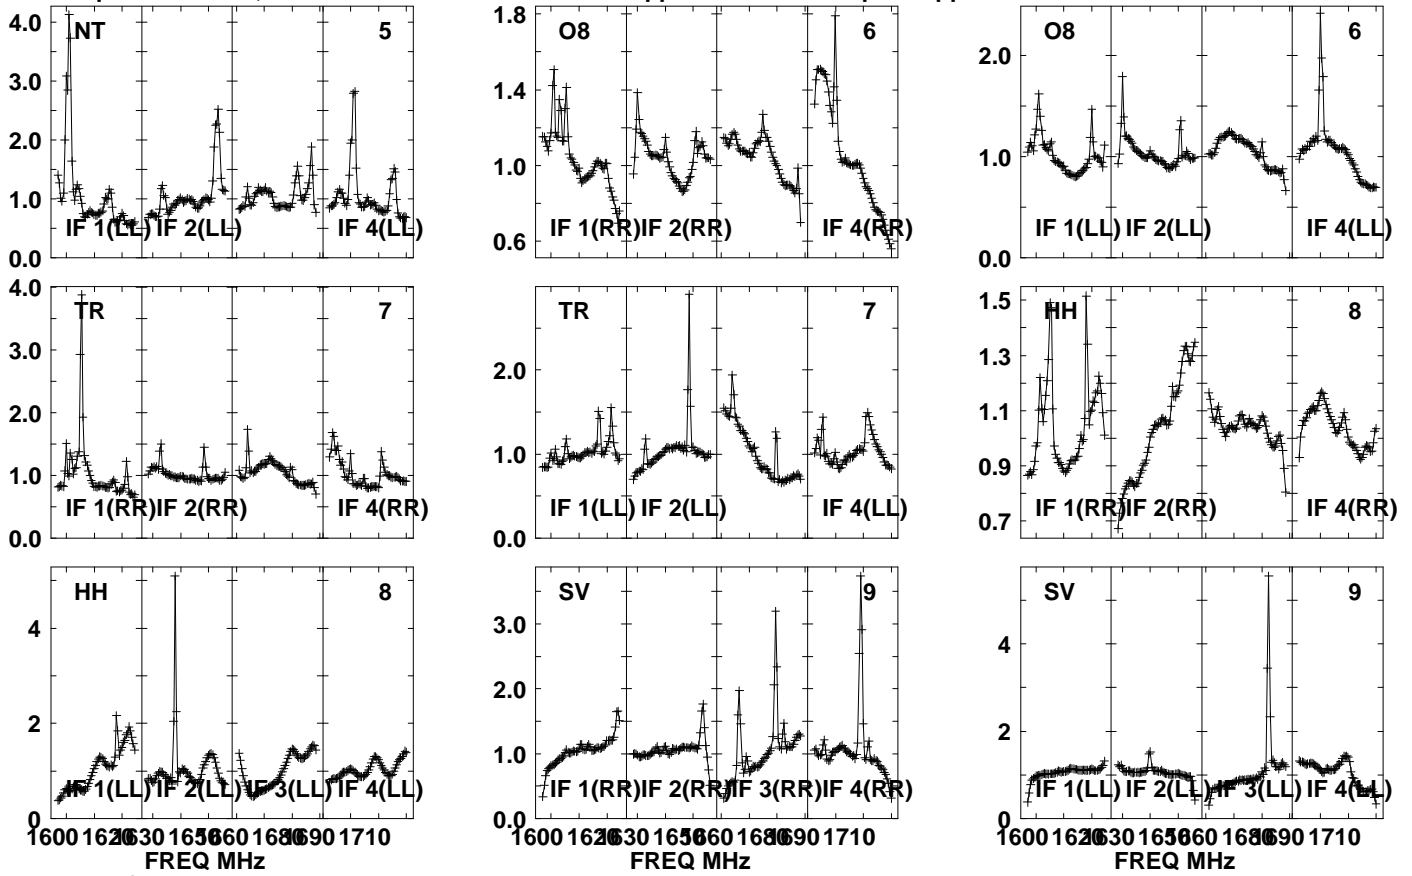 NT 5 O8 6 O8 6
4.0 1.8
3.0 1.4 2.0
2.0 1.0 1.0
1.0 0.6
IF 1(LL) IF 2(LL) IF 4(LL) IF 1(RR) IF 2(RR) IF 4(RR) IF 1(LL) IF 2(LL) IF 4(LL)
0.0 0.0
TR 7 TR 7 HH 8
4.0 1.5
3.0 2.0 1.3
2.0 1.0 1.1
1.0 0.9
IF 1(RR) IF 2(RR) IF 4(RR) IF 1(LL) IF 2(LL) IF 4(LL) IF 1(RR) IF 2(RR) IF 4(RR)
0.0 0.0 0.7
HH 8 SV 9 SV 9
4 3.0 4
2 2.0 2
1.0
IF 1(LL) IF 2(LL) IF 3(LL) IF 4(LL) IF 1(RR) IF 2(RR) IF 3(RR) IF 4(RR) IF 1(LL) IF 2(LL) IF 3(LL) IF 4(LL)
0 0.0 0
1600 1620 1630 1650 1660 1680 1690 1710 1600 1620 1630 1650 1660 1680 1690 1710 1600 1620 1630 1650 1660 1680 1690 1710
FREQ MHz FREQ MHz FREQ MHz